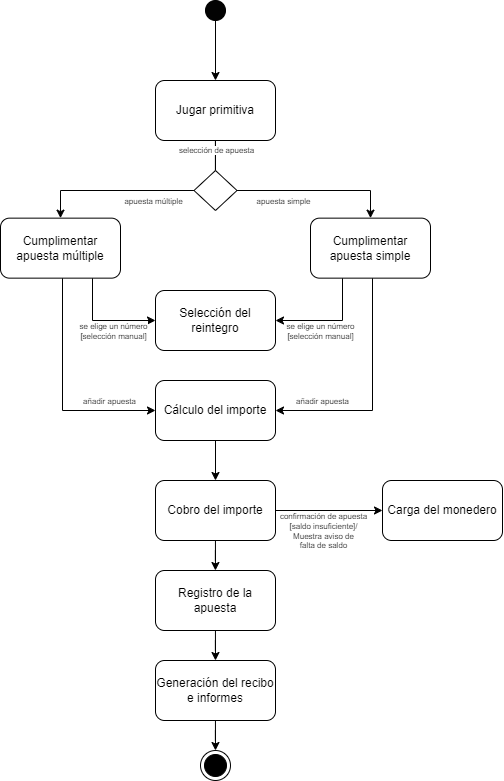 Jugar primitiva
selección de apuesta
apuesta múltiple
apuesta simple
Cumplimentar
apuesta múltiple
Cumplimentar
apuesta simple
Selección del
reintegro
se elige un número
[selección manual]
se elige un número
[selección manual]
añadir apuesta
Cálculo del importe
añadir apuesta
Cobro del importe
confirmación de apuesta
[saldo insuficiente]/
Muestra aviso de
falta de saldo
Carga del monedero
Registro de la
apuesta
Generación del recibo
e informes